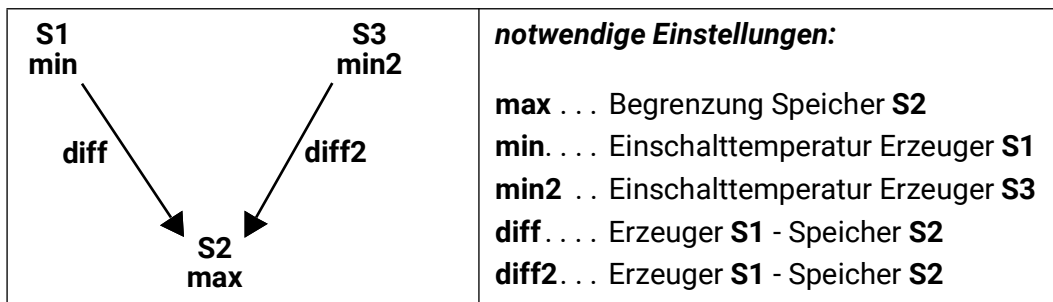 S1
min
S3
min2
diff
diff2
S2
max
notwendige Einstellungen:
max . . . Begrenzung Speicher S2
min. . . . Einschalttemperatur Erzeuger S1
min2 . . Einschalttemperatur Erzeuger S3
diff . . . . Erzeuger S1 - Speicher S2
diff2. . . Erzeuger S1 - Speicher S2